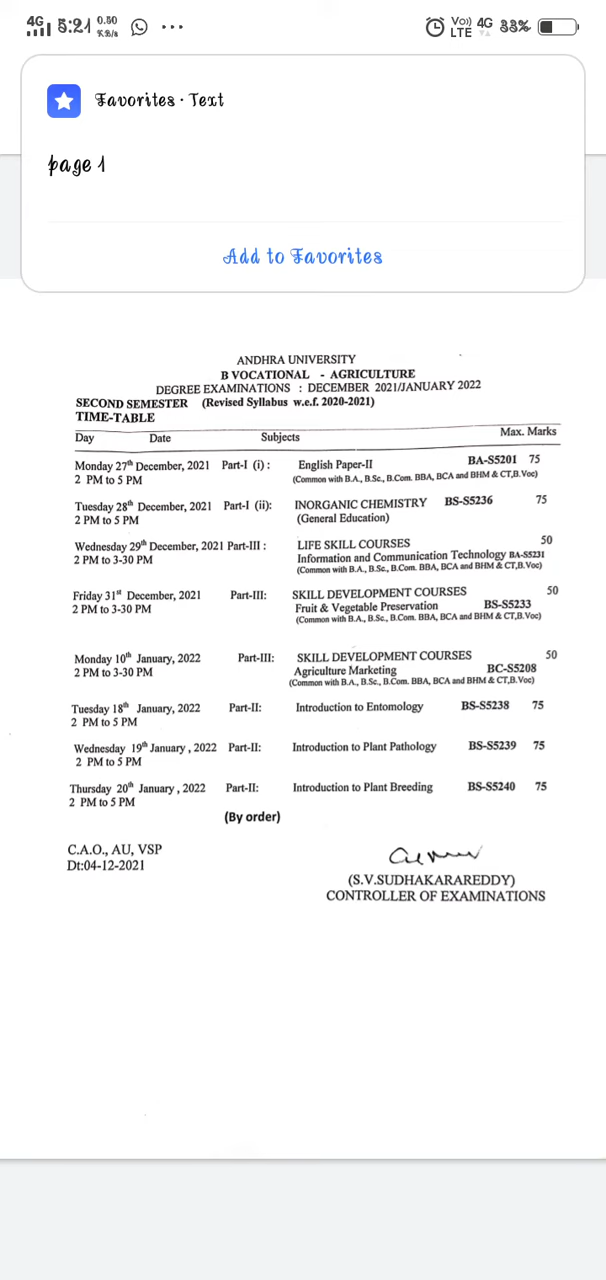 4G 5:21 0.50 KB/s ... Vo)) LTE 4G 33%
Favorites · Text
page 1
Add to Favorites
ANDHRA UNIVERSITY
B VOCATIONAL - AGRICULTURE
DEGREE EXAMINATIONS : DECEMBER 2021/JANUARY 2022
SECOND SEMESTER (Revised Syllabus w.e.f. 2020-2021)
TIME-TABLE
Day Date Subjects Max. Marks
Monday 27th December, 2021 Part-I (i) : English Paper-II BA-S5201 75
2 PM to 5 PM (Common with B.A., B.Sc., B.Com. BBA, BCA and BHM & CT,B.Voc)
Tuesday 28th December, 2021 Part-I (ii): INORGANIC CHEMISTRY BS-S5236 75
2 PM to 5 PM (General Education)
Wednesday 29th December, 2021 Part-III : LIFE SKILL COURSES 50
2 PM to 3-30 PM Information and Communication Technology BA-S5231
(Common with B.A., B.Sc., B.Com. BBA, BCA and BHM & CT,B.Voc)
Friday 31st December, 2021 Part-III: SKILL DEVELOPMENT COURSES 50
2 PM to 3-30 PM Fruit & Vegetable Preservation BS-S5233
(Common with B.A., B.Sc., B.Com. BBA, BCA and BHM & CT,B.Voc)
Monday 10th January, 2022 Part-III: SKILL DEVELOPMENT COURSES 50
2 PM to 3-30 PM Agriculture Marketing BC-S5208
(Common with B.A., B.Sc., B.Com. BBA, BCA and BHM & CT,B.Voc)
Tuesday 18th January, 2022 Part-II: Introduction to Entomology BS-S5238 75
2 PM to 5 PM
Wednesday 19th January , 2022 Part-II: Introduction to Plant Pathology BS-S5239 75
2 PM to 5 PM
Thursday 20th January , 2022 Part-II: Introduction to Plant Breeding BS-S5240 75
2 PM to 5 PM
(By order)
C.A.O., AU, VSP
Dt:04-12-2021
(S.V.SUDHAKARAREDDY)
CONTROLLER OF EXAMINATIONS